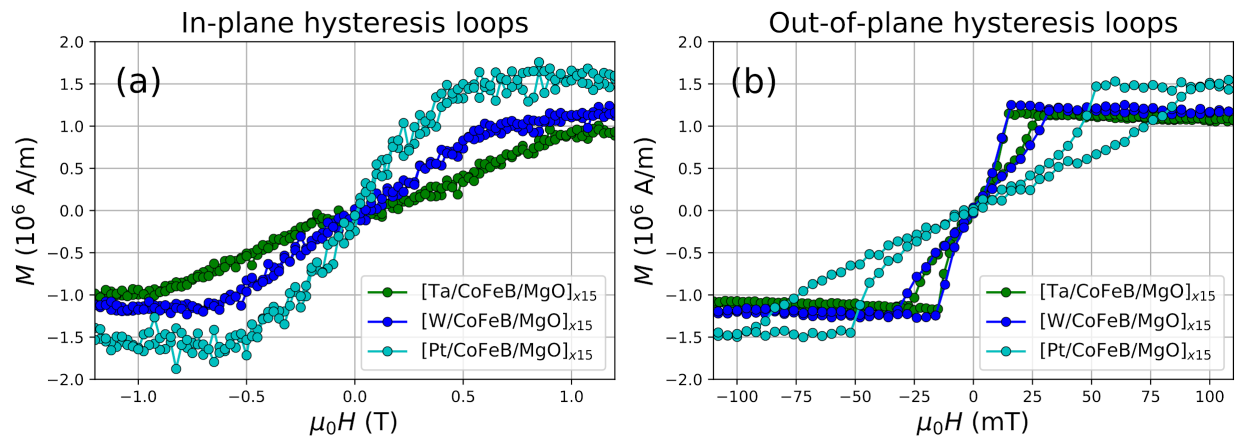 In-plane hysteresis loops
(a)
M (10⁶ A/m)
2.0
1.5
1.0
0.5
0.0
−0.5
−1.0
−1.5
−2.0
[Ta/CoFeB/MgO]ₓ₁₅
[W/CoFeB/MgO]ₓ₁₅
[Pt/CoFeB/MgO]ₓ₁₅
−1.0 −0.5 0.0 0.5 1.0
μ₀H (T)
Out-of-plane hysteresis loops
(b)
M (10⁶ A/m)
2.0
1.5
1.0
0.5
0.0
−0.5
−1.0
−1.5
−2.0
[Ta/CoFeB/MgO]ₓ₁₅
[W/CoFeB/MgO]ₓ₁₅
[Pt/CoFeB/MgO]ₓ₁₅
−100 −75 −50 −25 0 25 50 75 100
μ₀H (mT)